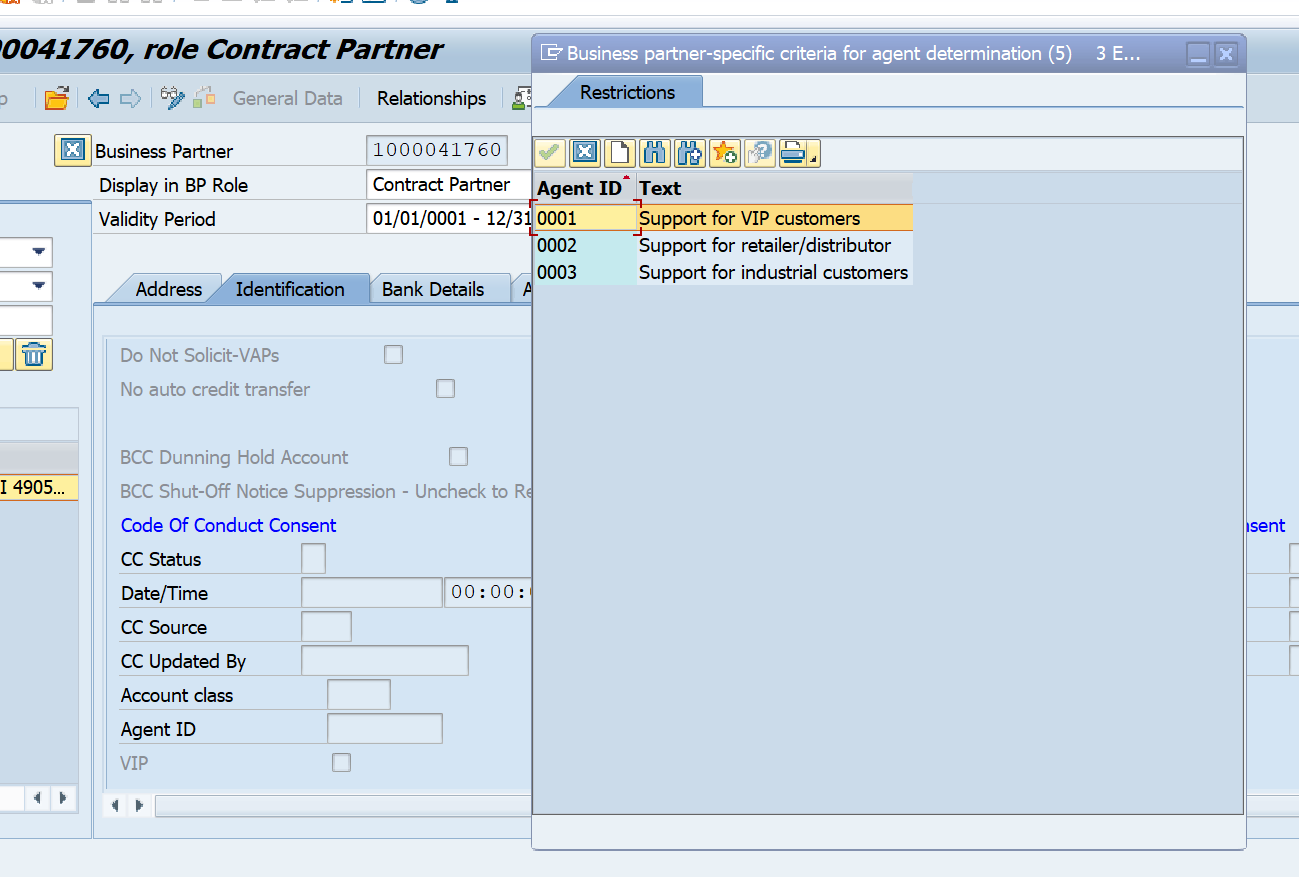 00041760, role Contract Partner
General Data
Relationships
Business Partner
1000041760
Display in BP Role
Contract Partner
Validity Period
01/01/0001 - 12/31
Address
Identification
Bank Details
Do Not Solicit-VAPs
No auto credit transfer
BCC Dunning Hold Account
BCC Shut-Off Notice Suppression - Uncheck to Re
I 4905...
Code Of Conduct Consent
CC Status
Date/Time
00:00:
CC Source
CC Updated By
Account class
Agent ID
VIP
Business partner-specific criteria for agent determination (5) 3 E...
Restrictions
Agent ID Text
0001 Support for VIP customers
0002 Support for retailer/distributor
0003 Support for industrial customers